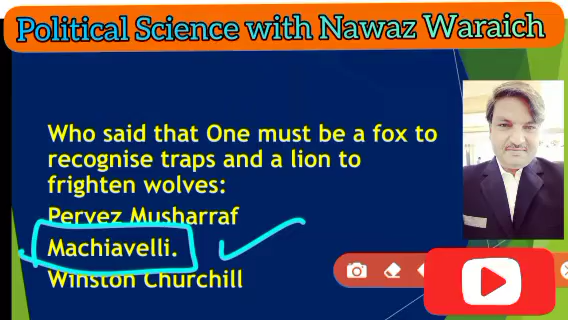 Political Science with Nawaz Waraich
Who said that One must be a fox to
recognise traps and a lion to
frighten wolves:
Pervez Musharraf
Machiavelli.
Winston Churchill